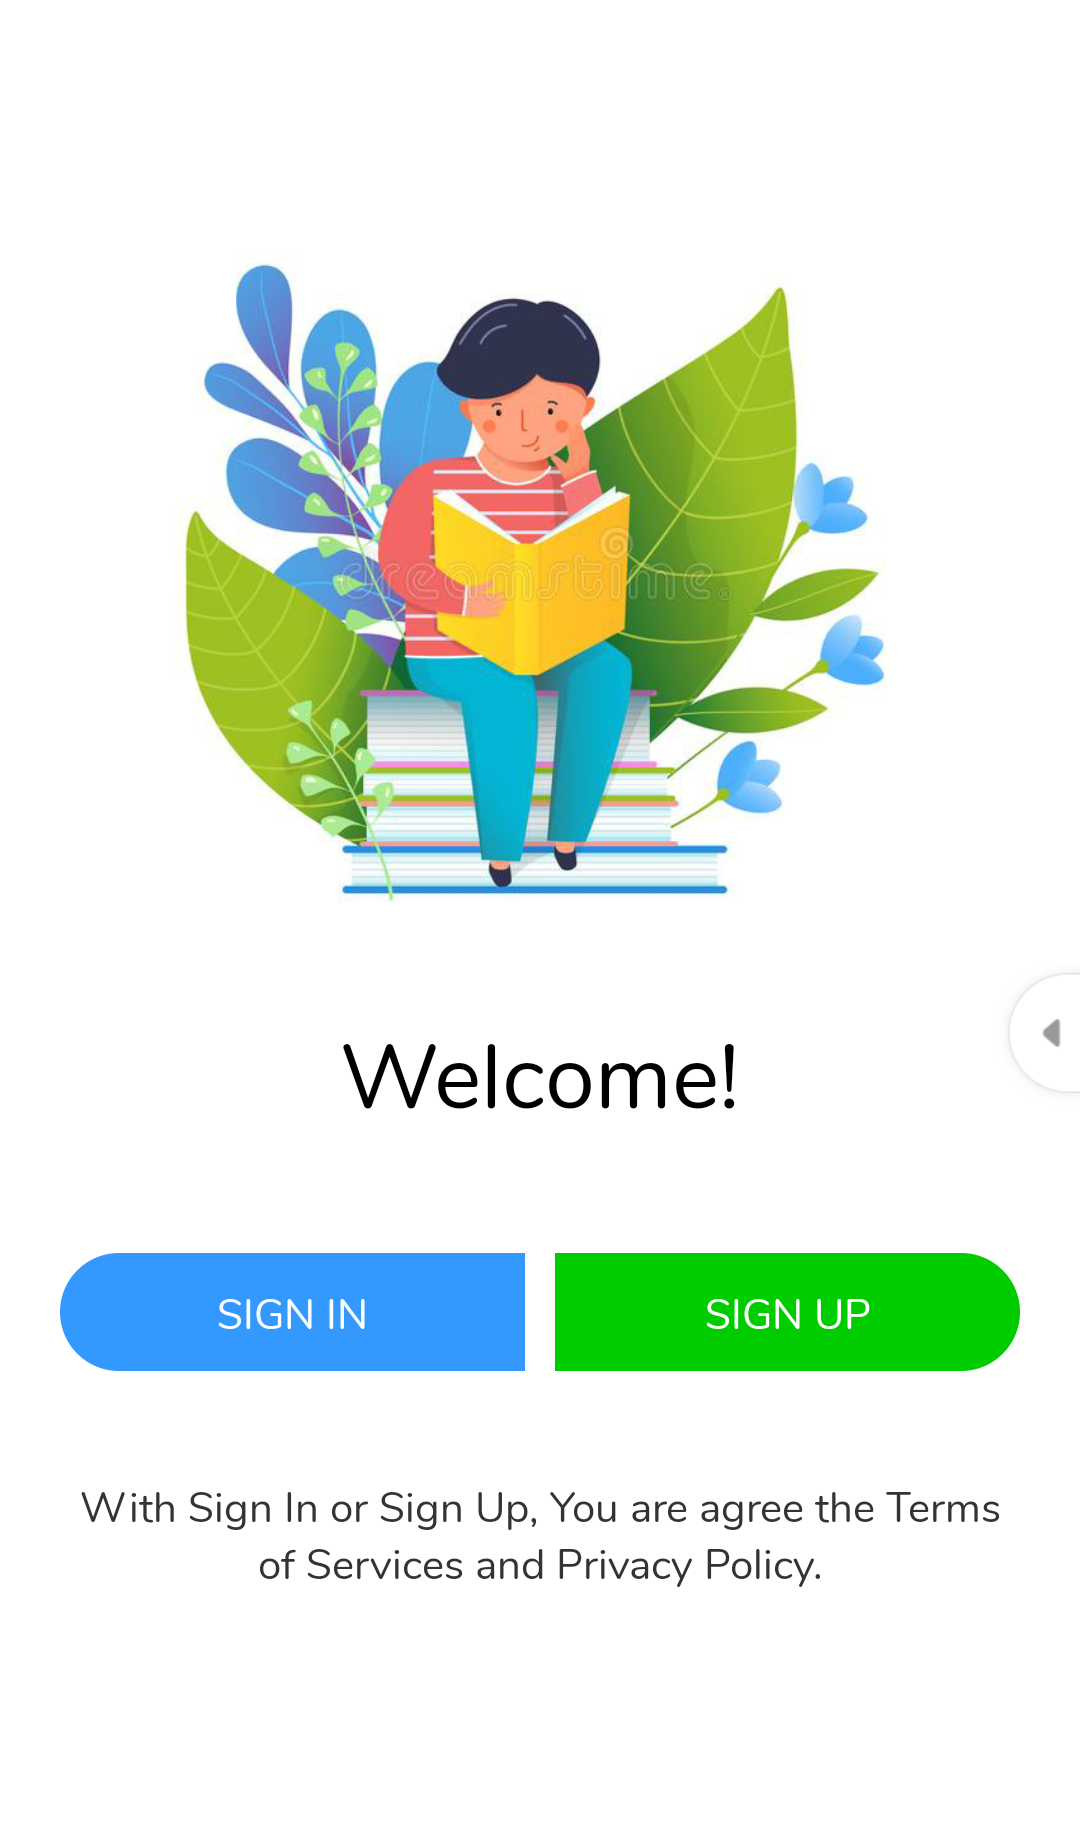 dreamstime
Welcome!
SIGN IN
SIGN UP
With Sign In or Sign Up, You are agree the Terms
of Services and Privacy Policy.